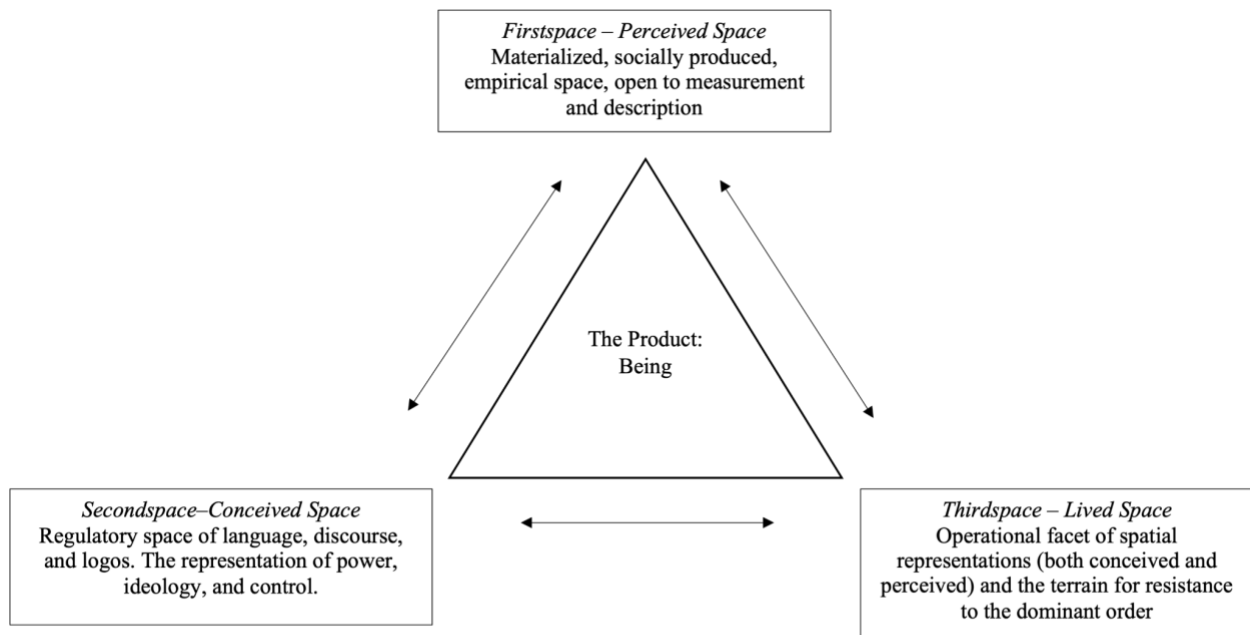 Firstspace – Perceived Space
Materialized, socially produced,
empirical space, open to measurement
and description
The Product:
Being
Secondspace–Conceived Space
Regulatory space of language, discourse,
and logos. The representation of power,
ideology, and control.
Thirdspace – Lived Space
Operational facet of spatial
representations (both conceived and
perceived) and the terrain for resistance
to the dominant order